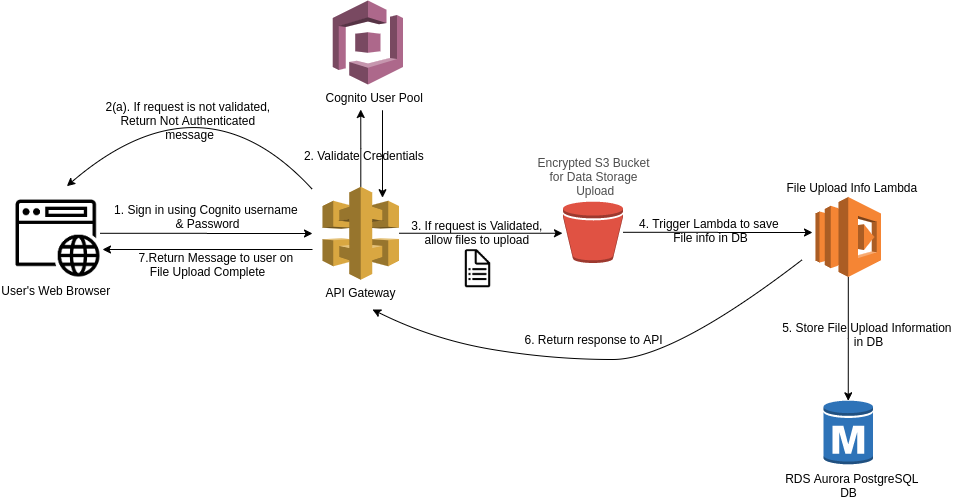 Cognito User Pool
2(a). If request is not validated,
Return Not Authenticated
message
2. Validate Credentials
Encrypted S3 Bucket
for Data Storage
Upload
File Upload Info Lambda
1. Sign in using Cognito username
& Password
3. If request is Validated,
allow files to upload
4. Trigger Lambda to save
File info in DB
7.Return Message to user on
File Upload Complete
User's Web Browser
API Gateway
5. Store File Upload Information
in DB
6. Return response to API
M
RDS Aurora PostgreSQL
DB